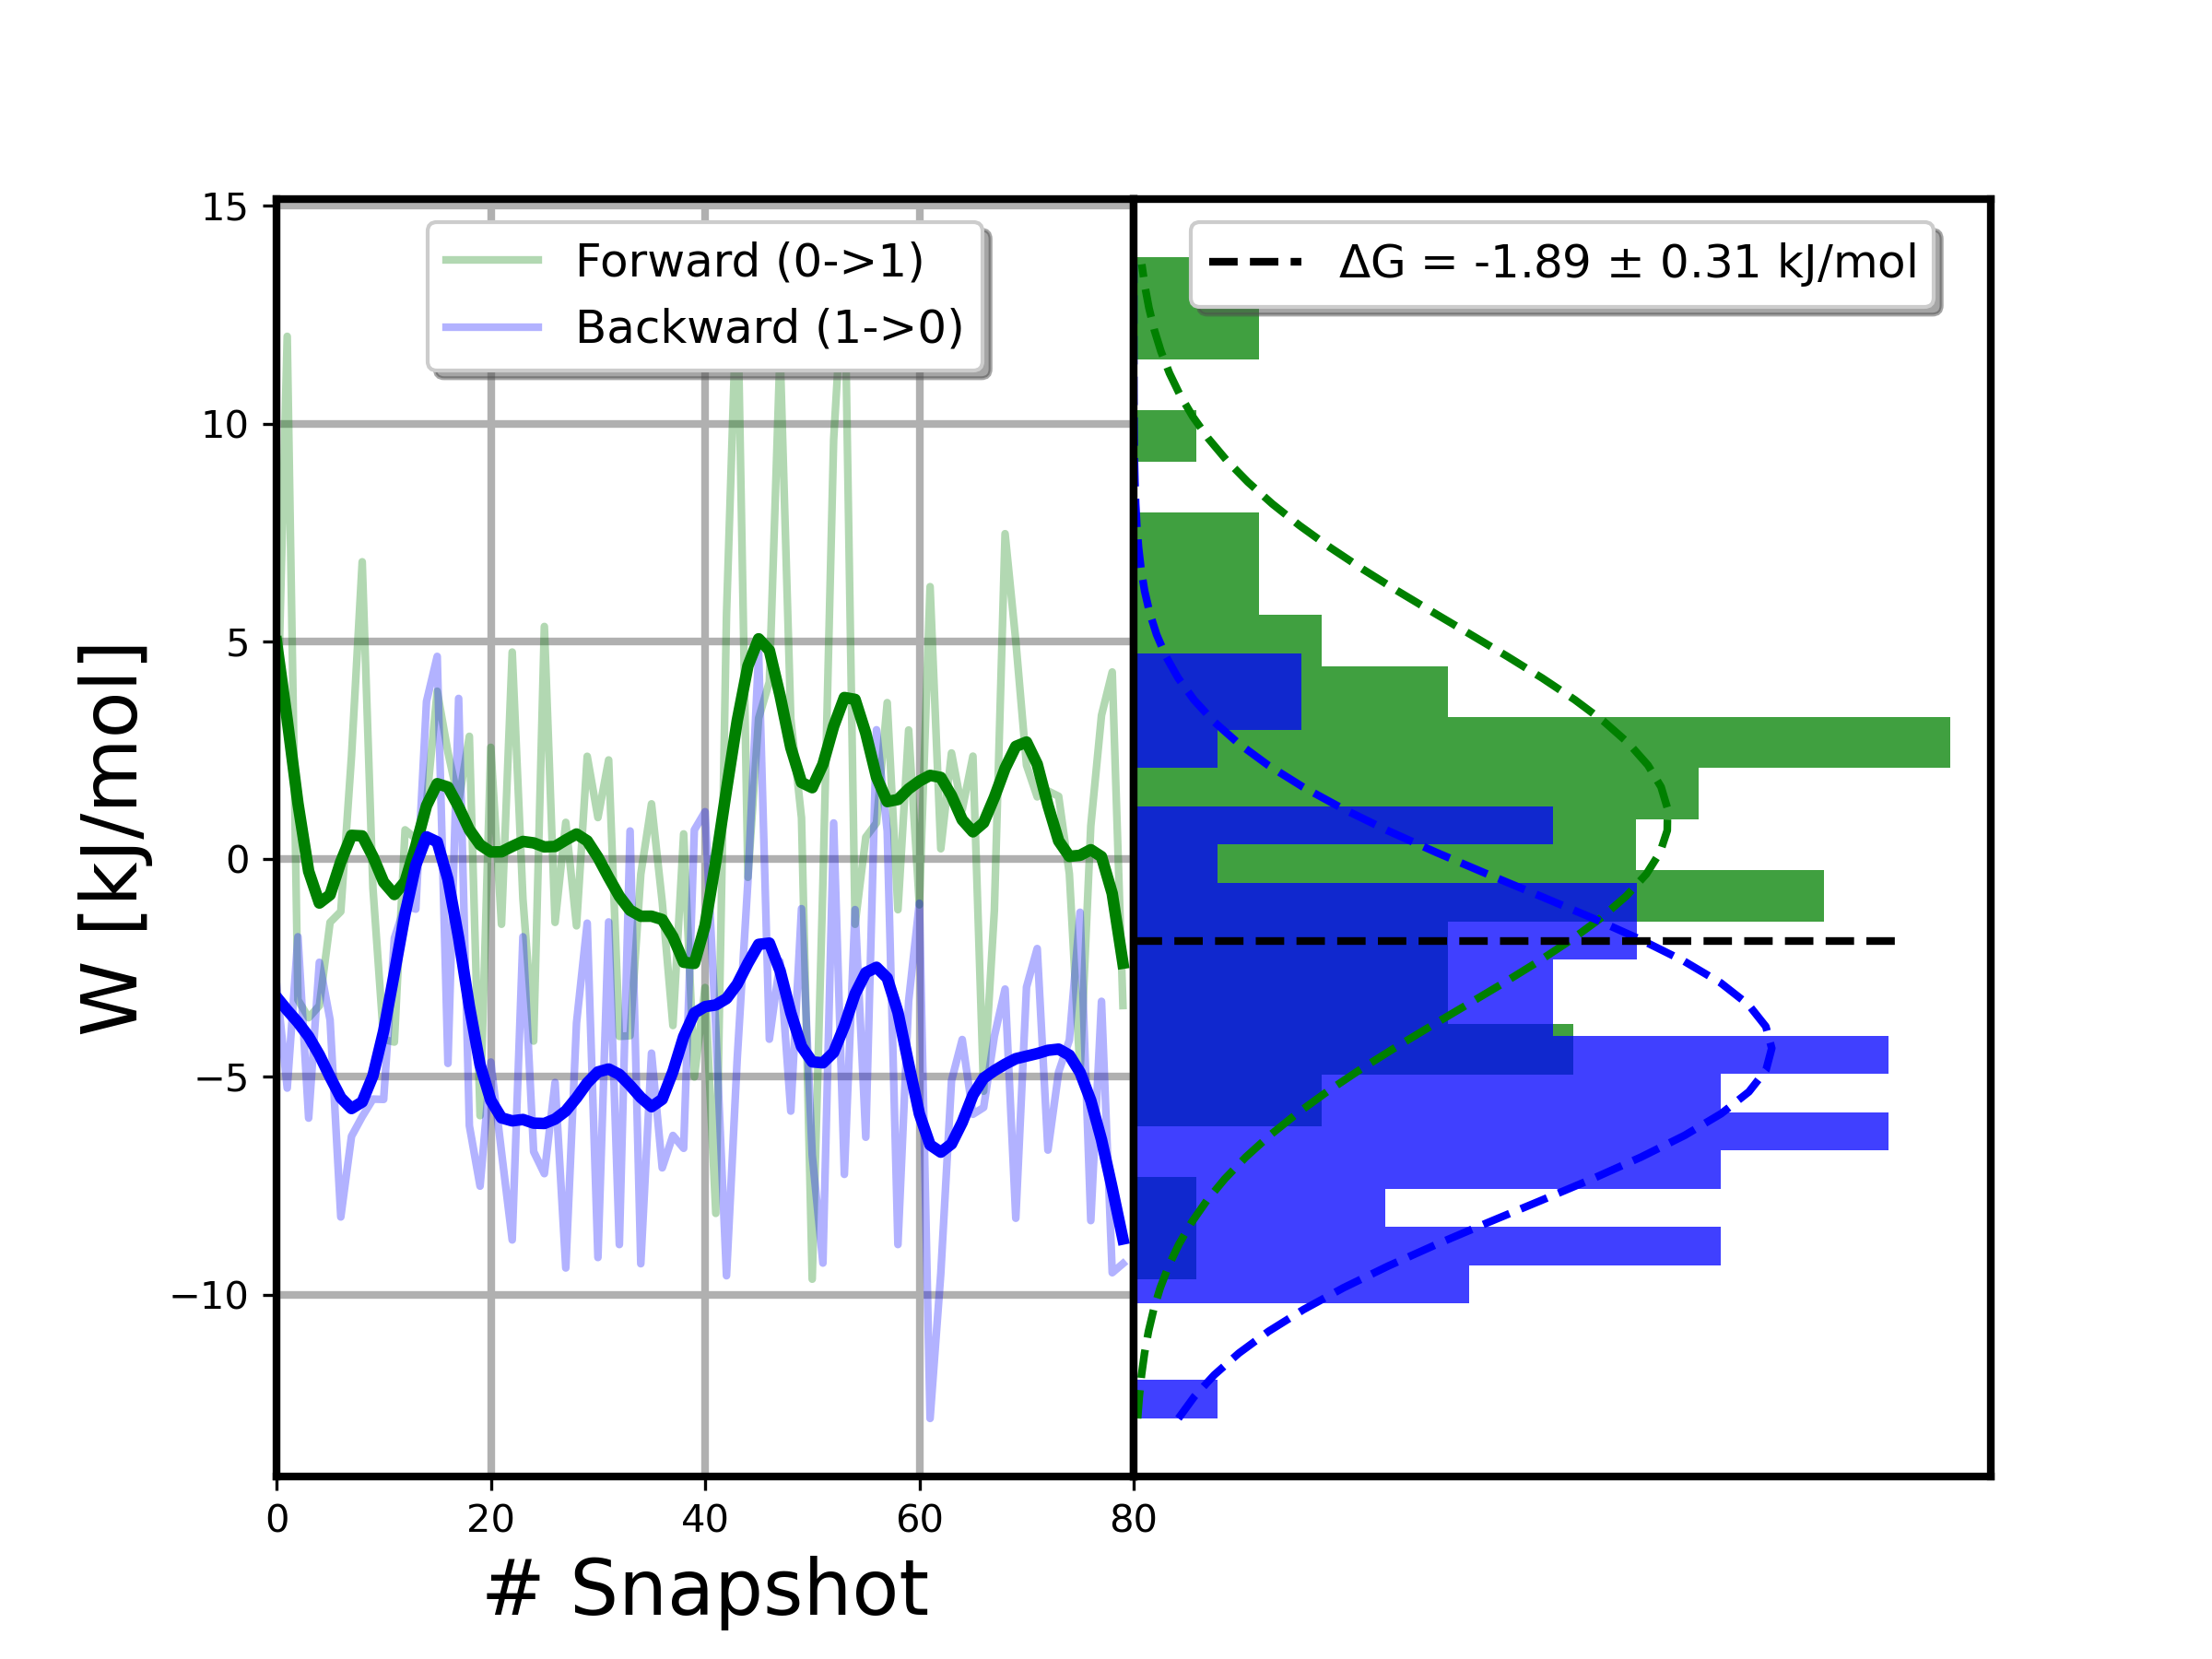 15
10
5
0
−5
−10
W [kJ/mol]
Forward (0->1)
Backward (1->0)
ΔG = -1.89 ± 0.31 kJ/mol
0 20 40 60 80
# Snapshot